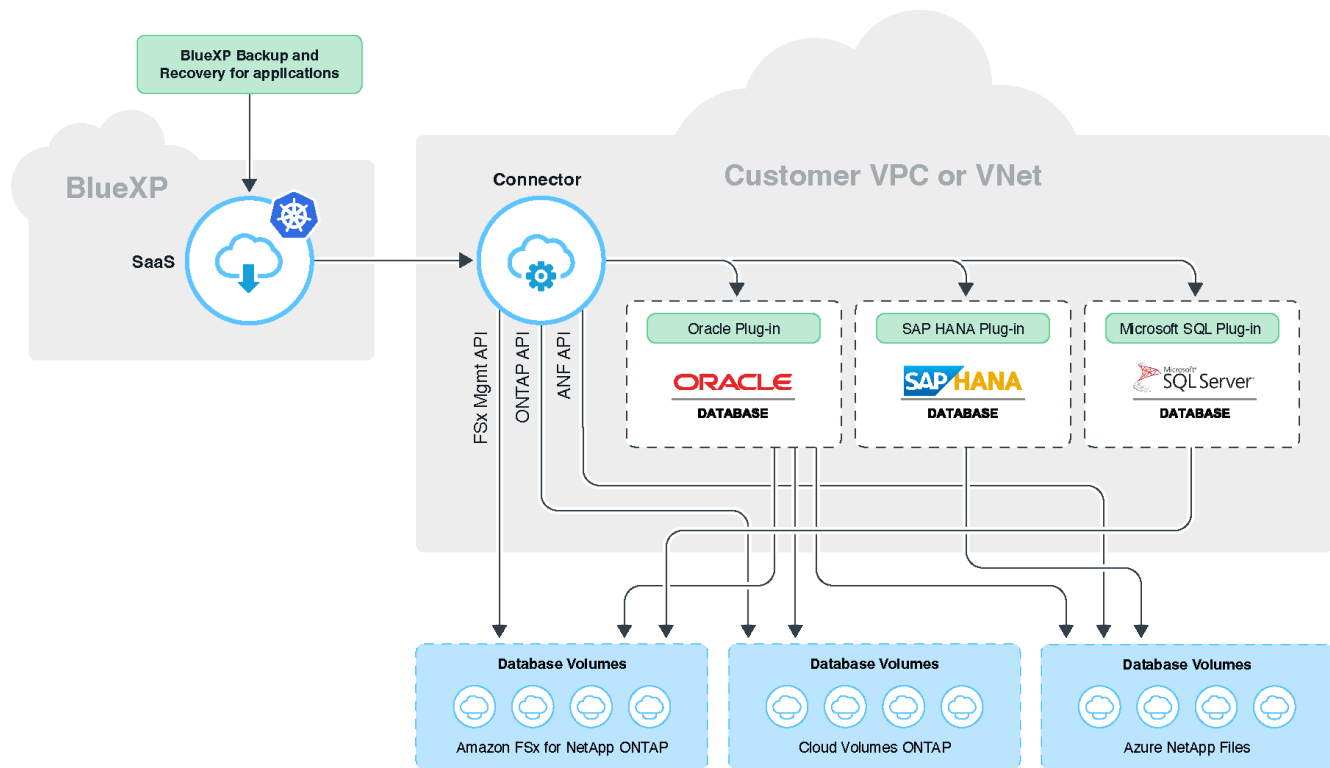 BlueXP Backup and
Recovery for applications
BlueXP
SaaS
Customer VPC or VNet
Connector
FSx Mgmt API
ONTAP API
ANF API
Oracle Plug-in
ORACLE
DATABASE
SAP HANA Plug-in
SAP HANA
DATABASE
Microsoft SQL Plug-in
Microsoft®
SQL Server
DATABASE
Database Volumes
Amazon FSx for NetApp ONTAP
Database Volumes
Cloud Volumes ONTAP
Database Volumes
Azure NetApp Files